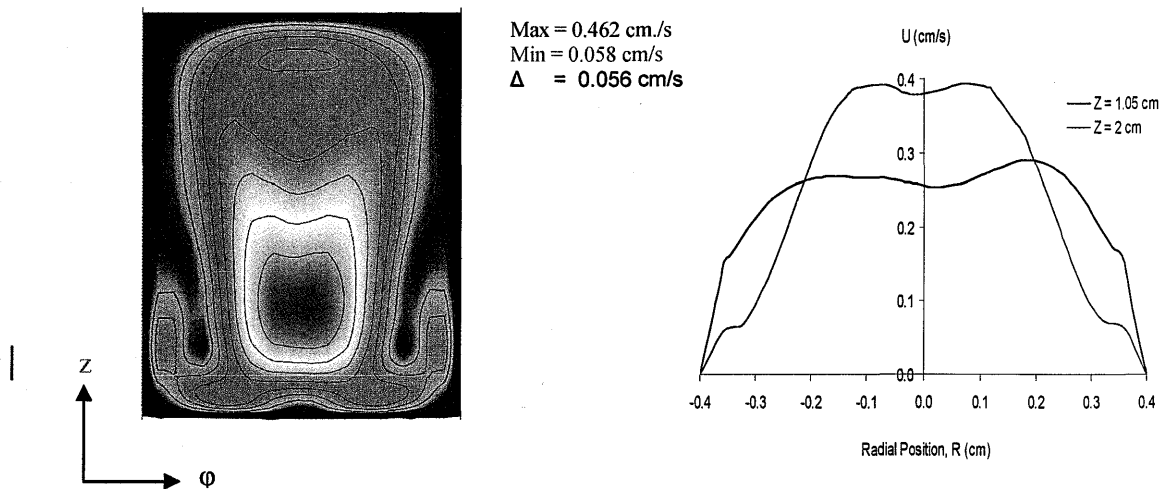 Max = 0.462 cm./s
Min = 0.058 cm/s
Δ = 0.056 cm/s
z
φ
U (cm/s)
0.4
0.3
0.2
0.1
0.0
-0.4 -0.3 -0.2 -0.1 0.0 0.1 0.2 0.3 0.4
Radial Position, R (cm)
Z = 1.05 cm
Z = 2 cm